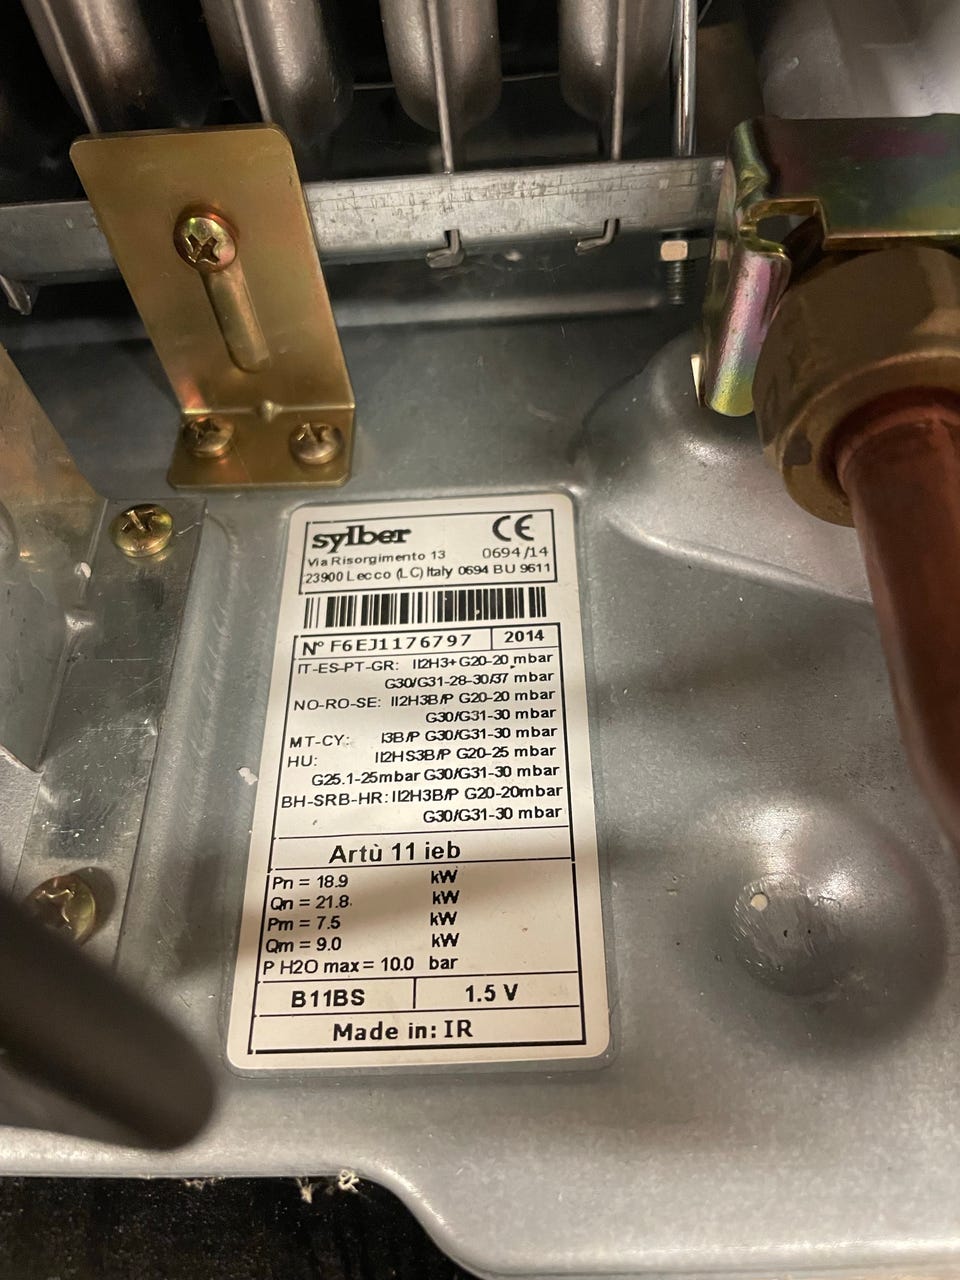 sylber CE
Via Risorgimento 13 0694/14
23900 Lecco (LC) Italy 0694 BU 9611
N° F6EJ1176797 2014
IT-ES-PT-GR: II2H3+ G20-20 mbar
G30/G31-28-30/37 mbar
NO-RO-SE: II2H3B/P G20-20 mbar
G30/G31-30 mbar
MT-CY: I3B/P G30/G31-30 mbar
HU: II2HS3B/P G20-25 mbar
G25.1-25mbar G30/G31-30 mbar
BH-SRB-HR: II2H3B/P G20-20mbar
G30/G31-30 mbar
Artù 11 ieb
Pn = 18.9 kW
Qn = 21.8 kW
Pm = 7.5 kW
Qm = 9.0 kW
P H2O max = 10.0 bar
B11BS 1.5 V
Made in: IR